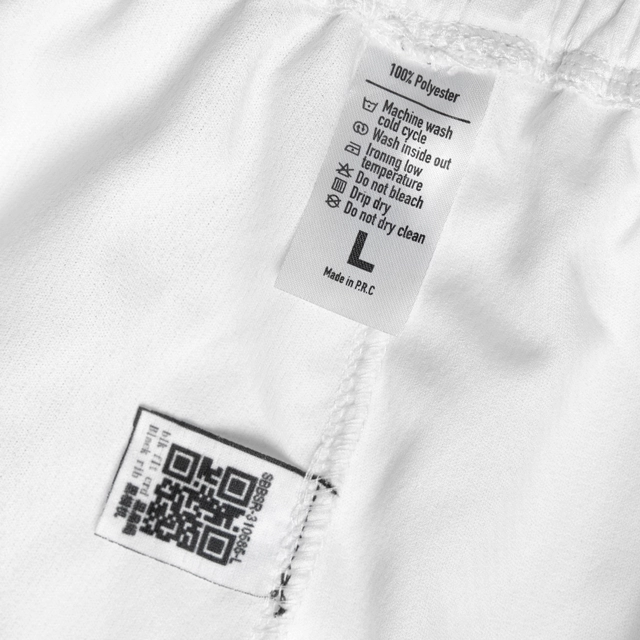 100% Polyester
Machine wash
cold cycle
Wash inside out
Ironing low
temperature
Do not bleach
Drip dry
Do not dry clean
L
Made in P.R.C